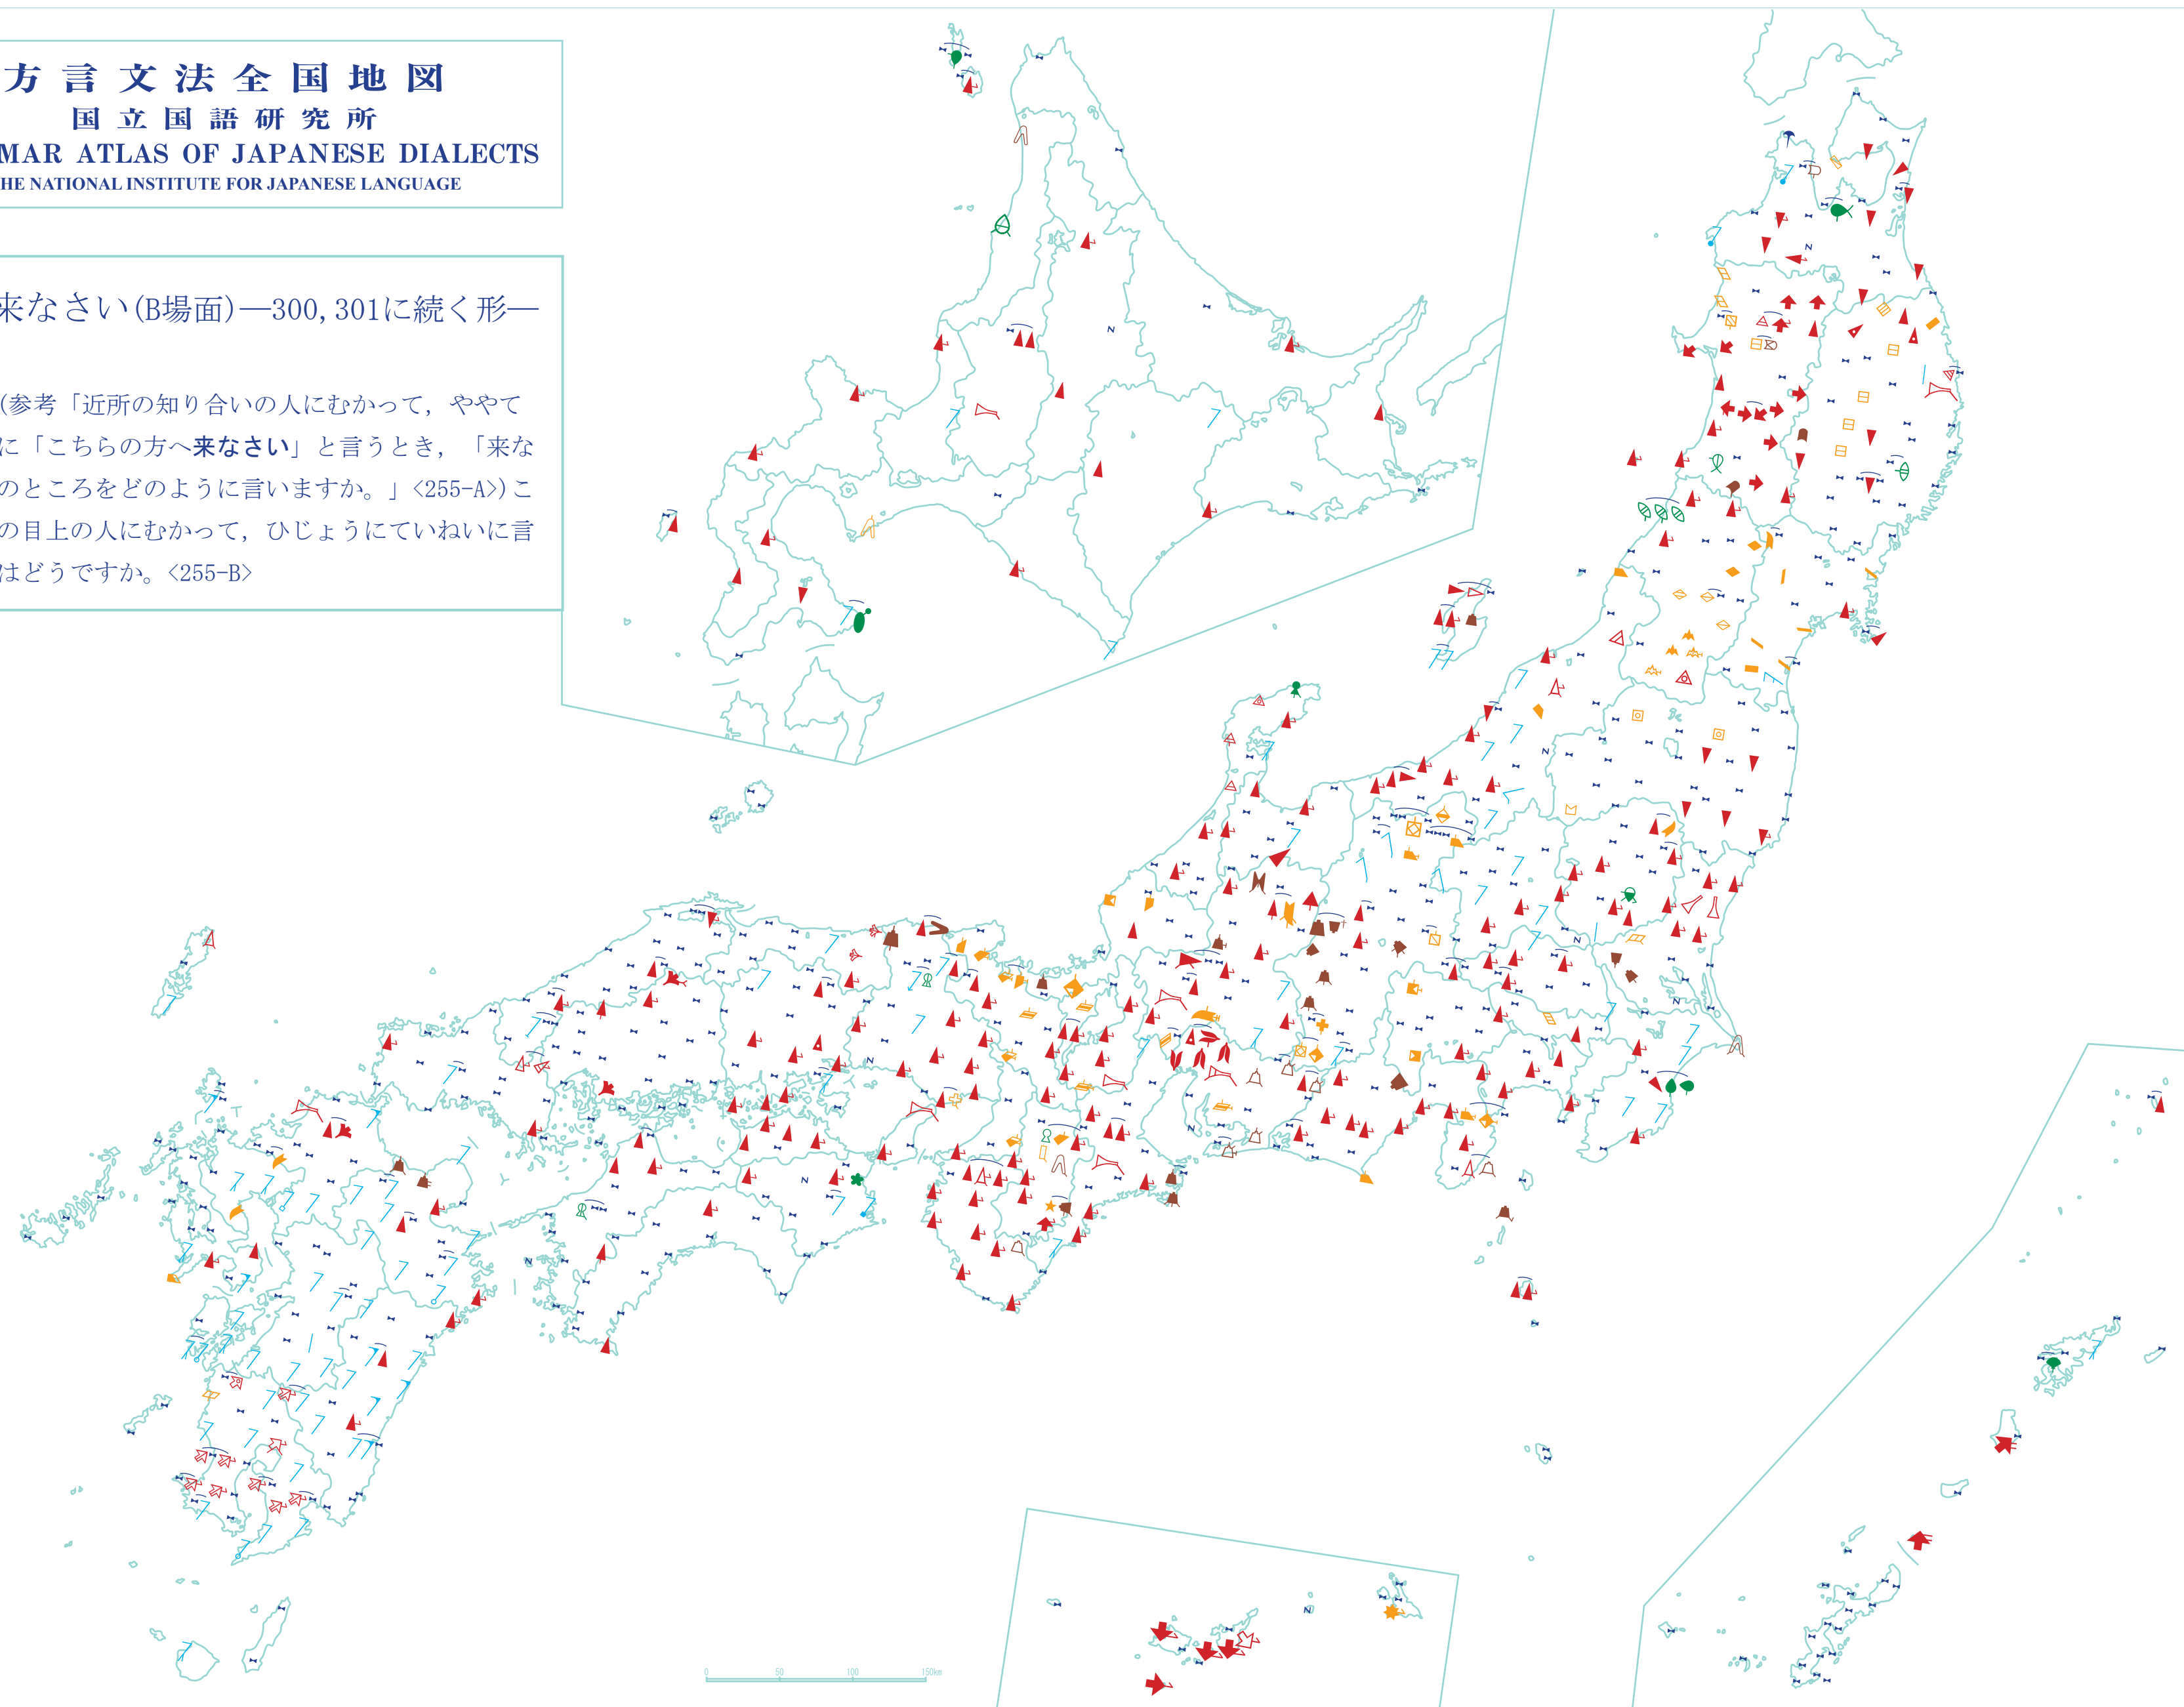 方言文法全国地図
国立国語研究所
MAR ATLAS OF JAPANESE DIALECTS
HE NATIONAL INSTITUTE FOR JAPANESE LANGUAGE
来なさい(B場面)―300,301に続く形―
(参考「近所の知り合いの人にむかって，ややて
に「こちらの方へ来なさい」と言うとき，「来な
のところをどのように言いますか。」<255-A>)こ
の目上の人にむかって，ひじょうにていねいに言
はどうですか。<255-B>
0 50 100 150km